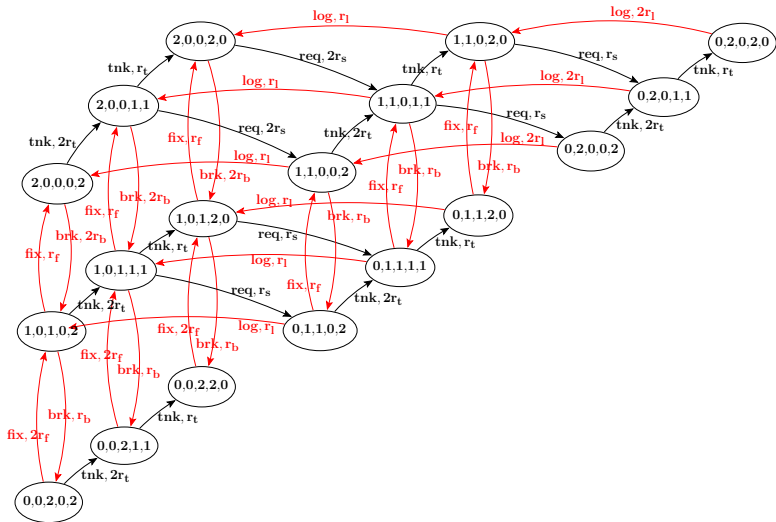 log, r_l
log, 2r_l
2,0,0,2,0
1,1,0,2,0
0,2,0,2,0
tnk, r_t
req, 2r_s
req, r_s
tnk, r_t
tnk, r_t
log, r_l
log, 2r_l
2,0,0,1,1
1,1,0,1,1
0,2,0,1,1
fix, r_f
req, 2r_s
tnk, 2r_t
fix, r_f
req, r_s
tnk, 2r_t
log, 2r_l
tnk, 2r_t
log, r_l
0,2,0,0,2
2,0,0,0,2
brk, 2r_b
1,1,0,0,2
fix, r_f
brk, r_b
brk, 2r_b
log, r_l
1,0,1,2,0
brk, r_b
0,1,1,2,0
fix, r_f
brk, 2r_b
tnk, r_t
req, r_s
tnk, r_t
fix, r_f
log, r_l
1,0,1,1,1
0,1,1,1,1
fix, r_f
req, r_s
tnk, 2r_t
tnk, 2r_t
1,0,1,0,2
fix, 2r_f
log, r_l
0,1,1,0,2
fix, 2r_f
brk, r_b
brk, r_b
0,0,2,2,0
brk, r_b
tnk, r_t
fix, 2r_f
0,0,2,1,1
tnk, 2r_t
0,0,2,0,2